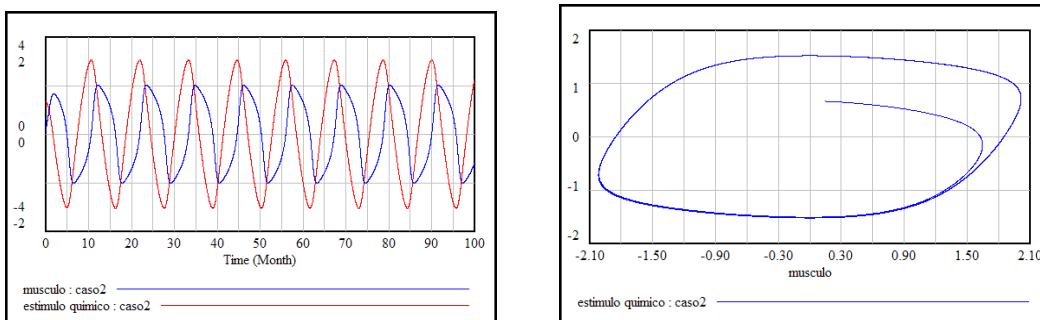 4
2
0
0
-4
-2
0 10 20 30 40 50 60 70 80 90 100
Time (Month)
musculo : caso2
estimulo quimico : caso2
2
1
0
-1
-2
-2.10 -1.50 -0.90 -0.30 0.30 0.90 1.50 2.10
musculo
estimulo quimico : caso2